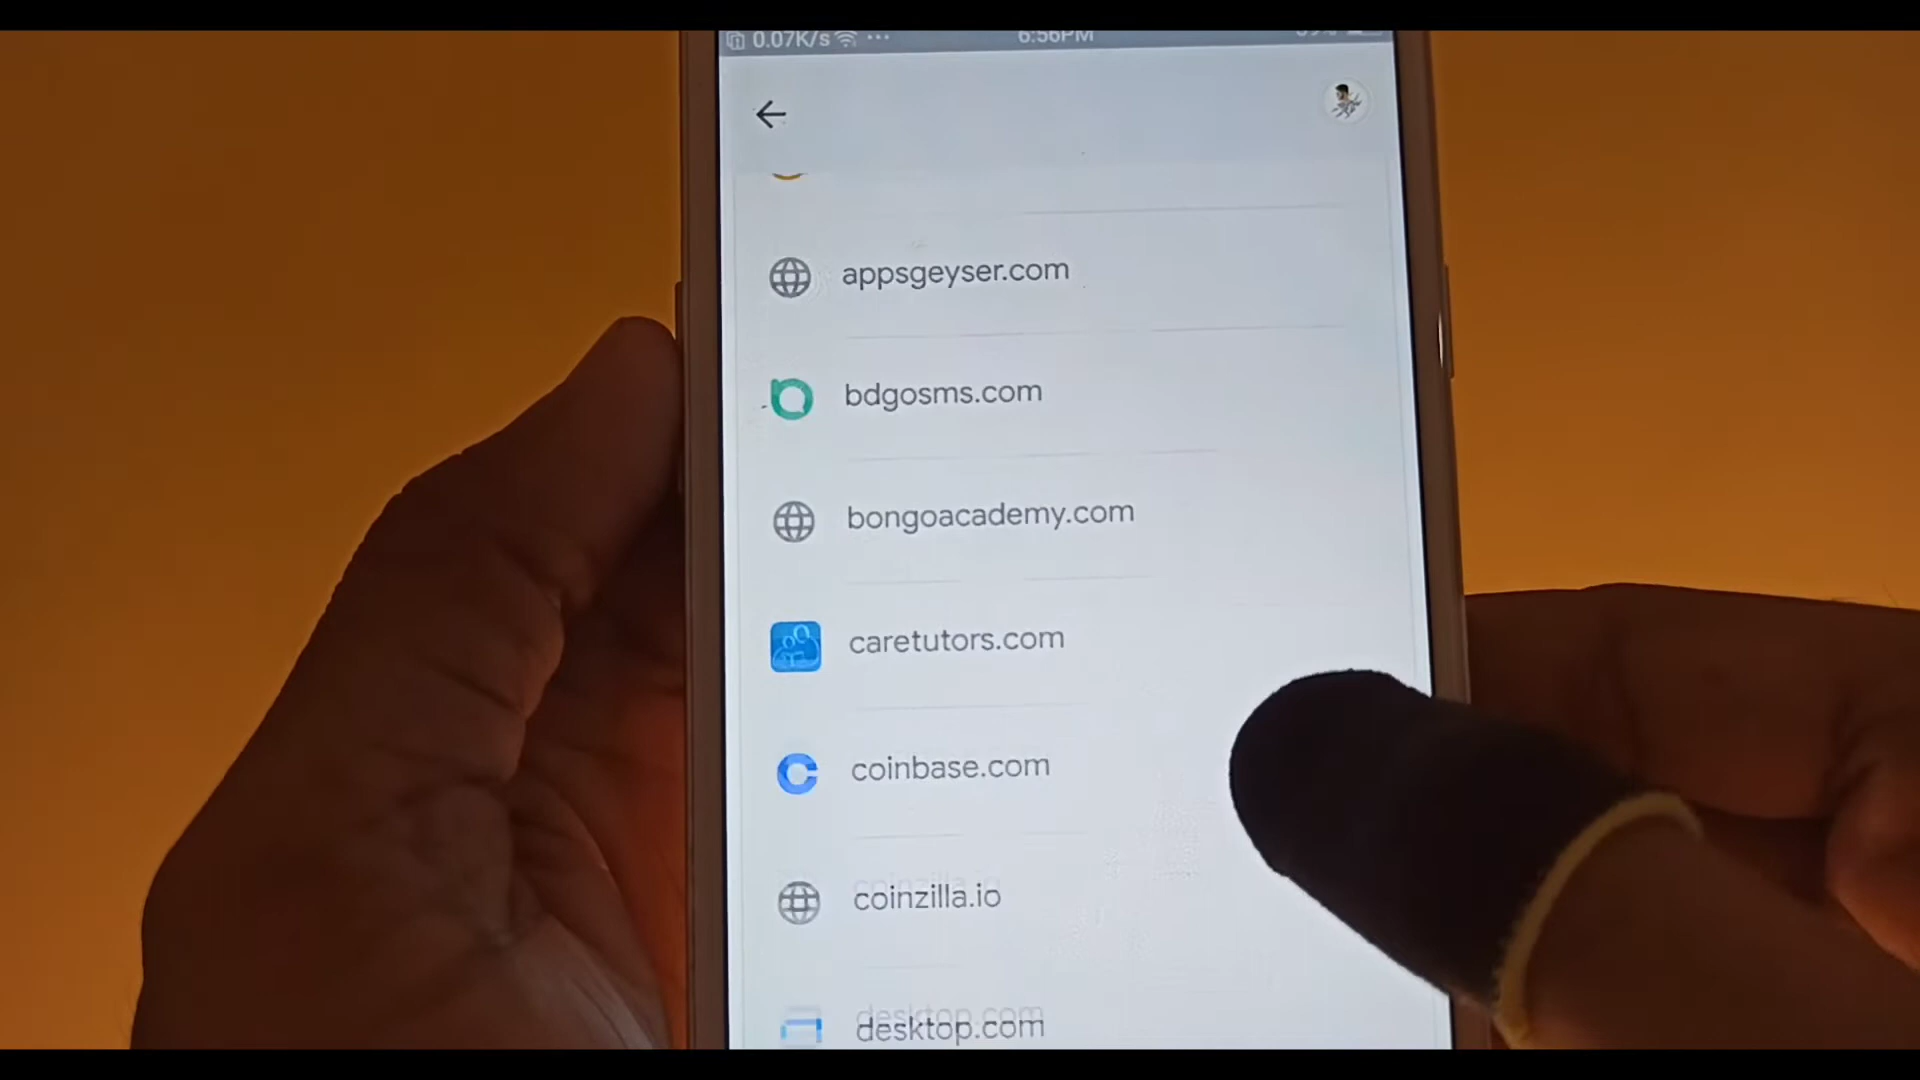 0.07K/s ...
6:56PM
appsgeyser.com
bdgosms.com
bongoacademy.com
caretutors.com
coinbase.com
coinzilla.io
desktop.com